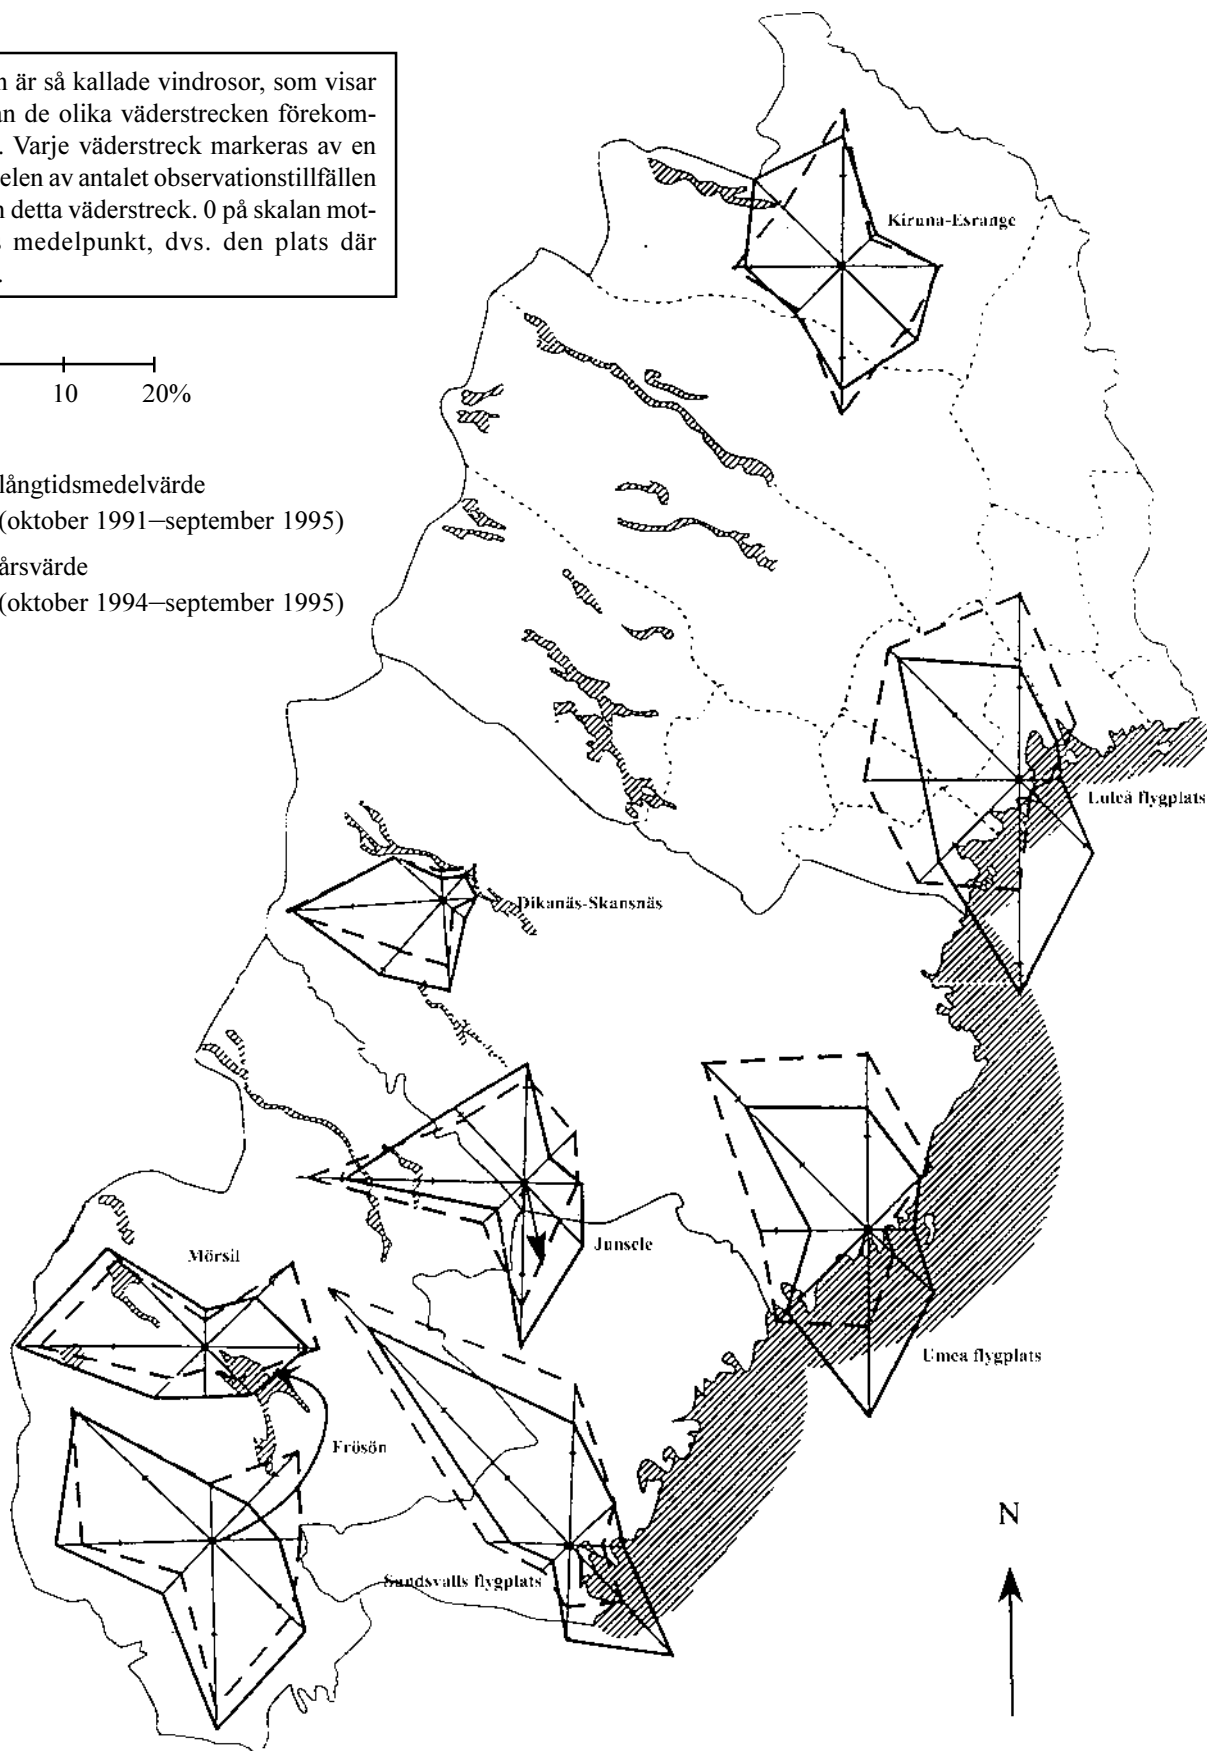 n är så kallade vindrosor, som visar
an de olika väderstrecken förekom-
. Varje väderstreck markeras av en
elen av antalet observationstillfällen
n detta väderstreck. 0 på skalan mot-
s medelpunkt, dvs. den plats där
.
10 20%
långtidsmedelvärde
(oktober 1991–september 1995)
årsvärde
(oktober 1994–september 1995)
Kiruna-Esrange
Luleå flygplats
Dikanäs-Skansnäs
Junsele
Mörsil
Umeå flygplats
Frösön
Sundsvalls flygplats
N